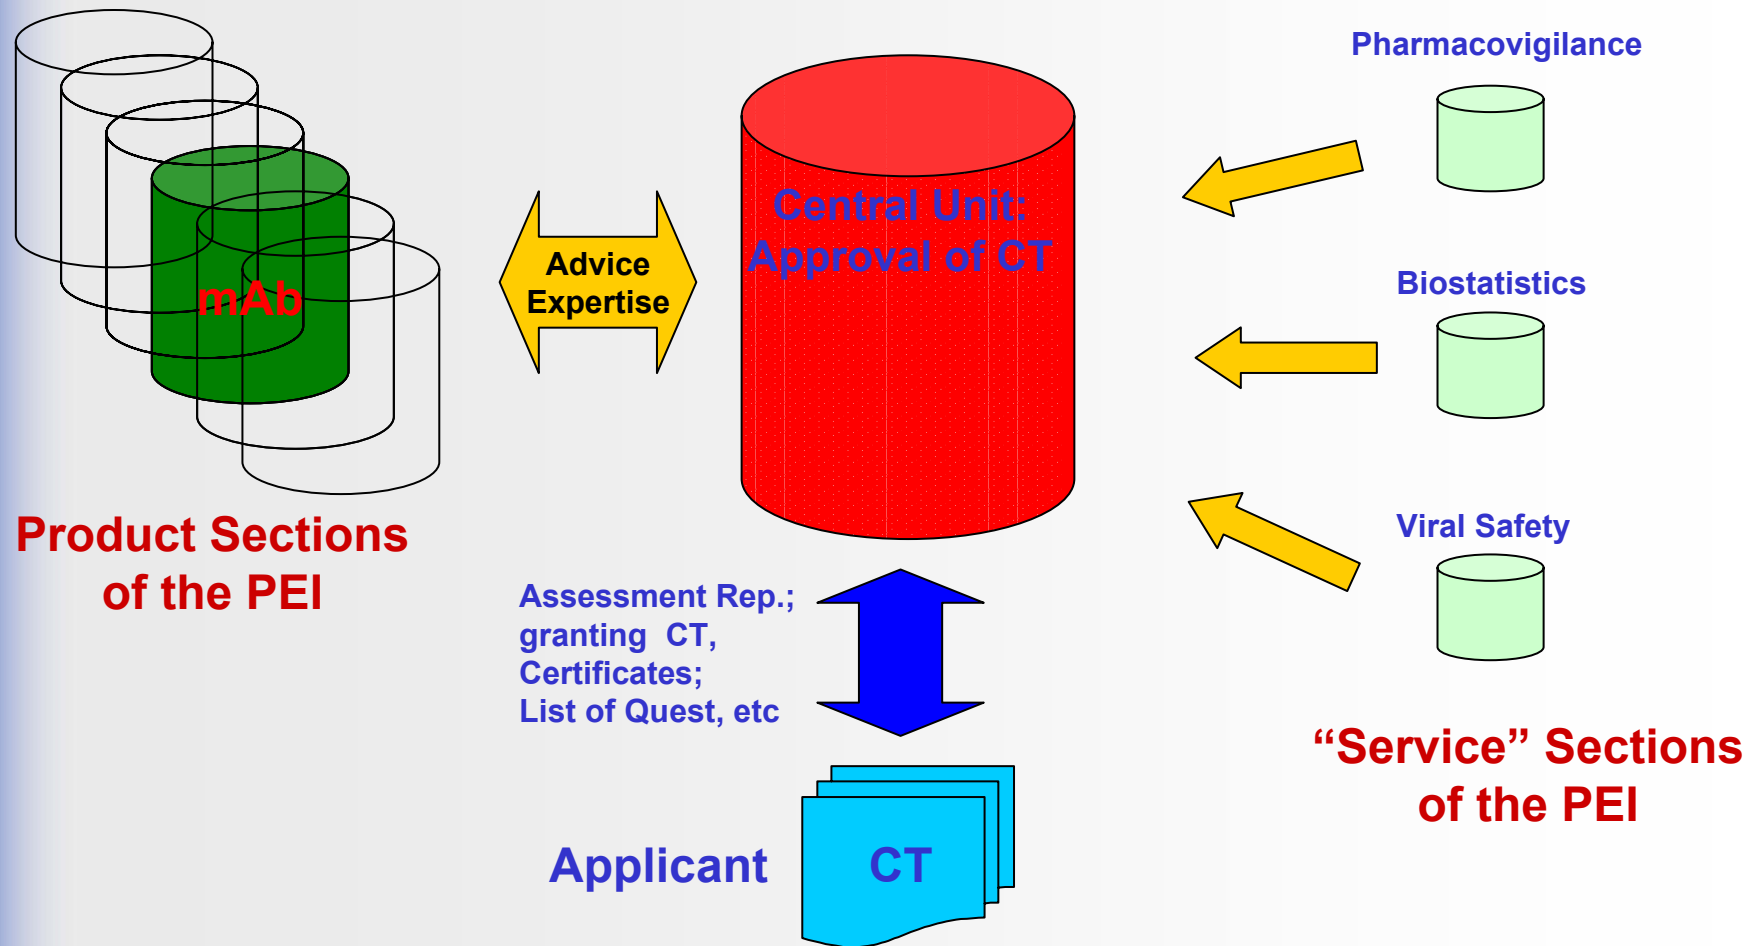 Pharmacovigilance
Central Unit:
Approval of CT
Advice
Expertise
mAb
Biostatistics
Product Sections
of the PEI
Viral Safety
Assessment Rep.;
granting CT,
Certificates;
List of Quest, etc
“Service” Sections
of the PEI
Applicant
CT